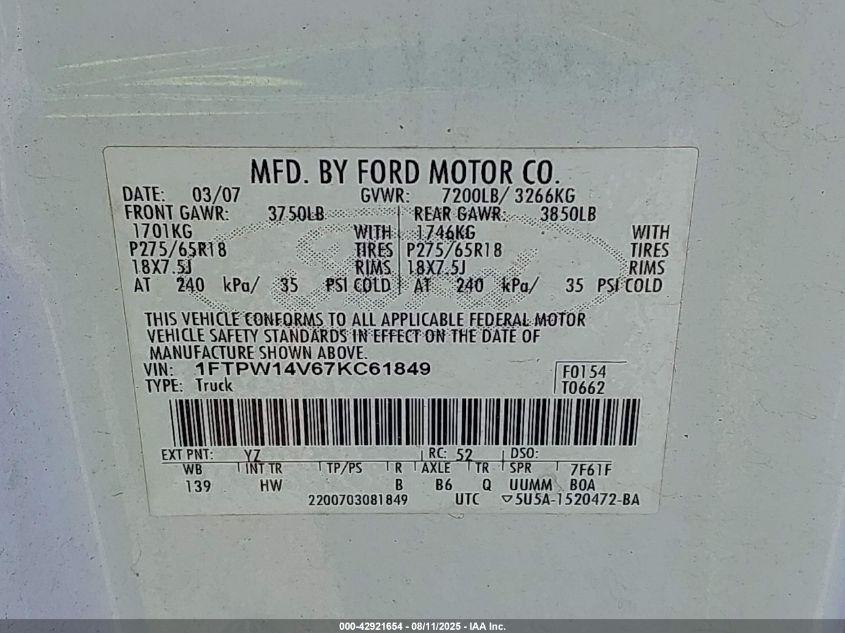 MFD. BY FORD MOTOR CO.
DATE: 03/07 GVWR: 7200LB/ 3266KG
FRONT GAWR: 3750LB REAR GAWR: 3850LB
1701KG WITH 1746KG WITH
P275/65R18 TIRES P275/65R18 TIRES
18X7.5J RIMS 18X7.5J RIMS
AT 240 kPa/ 35 PSI COLD AT 240 kPa/ 35 PSI COLD
THIS VEHICLE CONFORMS TO ALL APPLICABLE FEDERAL MOTOR
VEHICLE SAFETY STANDARDS IN EFFECT ON THE DATE OF
MANUFACTURE SHOWN ABOVE.
VIN: 1FTPW14V67KC61849 F0154
TYPE: Truck T0662
EXT PNT: YZ RC: 52 DSO:
WB INT TR TP/PS R AXLE TR SPR 7F61F
139 HW B B6 Q UUMM BOA
2200703081849 UTC ▽5U5A-1520472-BA
000-42921654 - 08/11/2025 - IAA Inc.